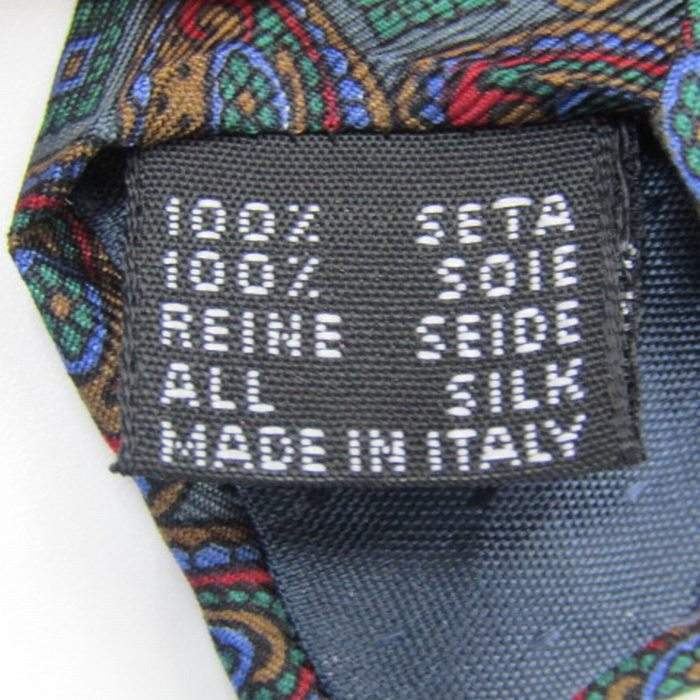 100% SETA
100% SOIE
REINE SEIDE
ALL SILK
MADE IN ITALY